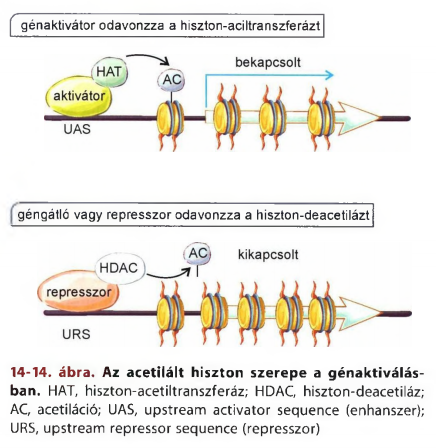 génaktivátor odavonzza a hiszton-aciltranszferázt
HAT
AC
bekapcsolt
aktivátor
UAS
géngátló vagy represszor odavonzza a hiszton-deacetilázt
HDAC
AC
kikapcsolt
represszor
URS
14-14. ábra. Az acetilált hiszton szerepe a génaktiválás-
ban. HAT, hiszton-acetiltranszferáz; HDAC, hiszton-deacetiláz;
AC, acetiláció; UAS, upstream activator sequence (enhanszer);
URS, upstream repressor sequence (represszor)